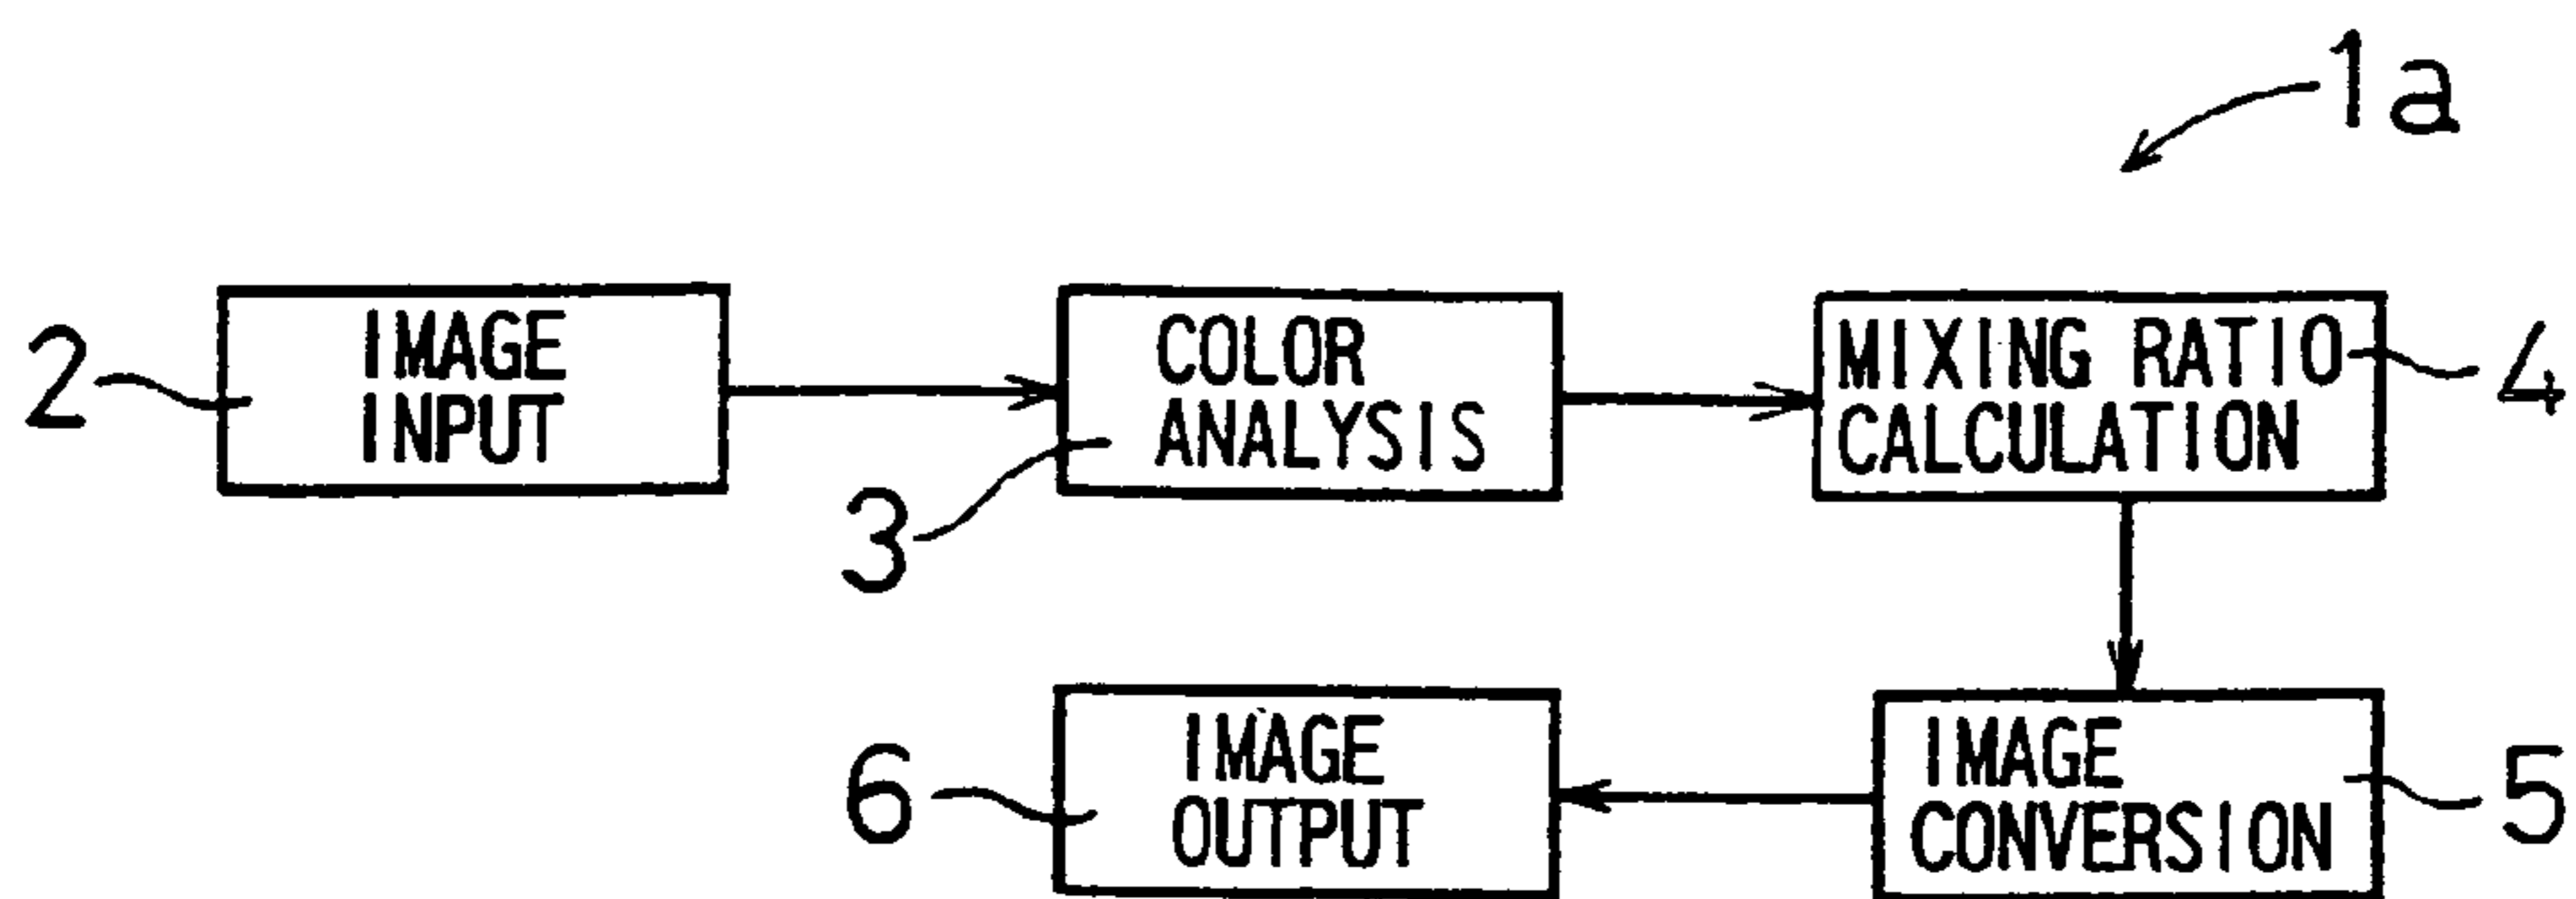 1a
2
IMAGE
INPUT
3
COLOR
ANALYSIS
MIXING RATIO
CALCULATION
4
6
IMAGE
OUTPUT
IMAGE
CONVERSION
5